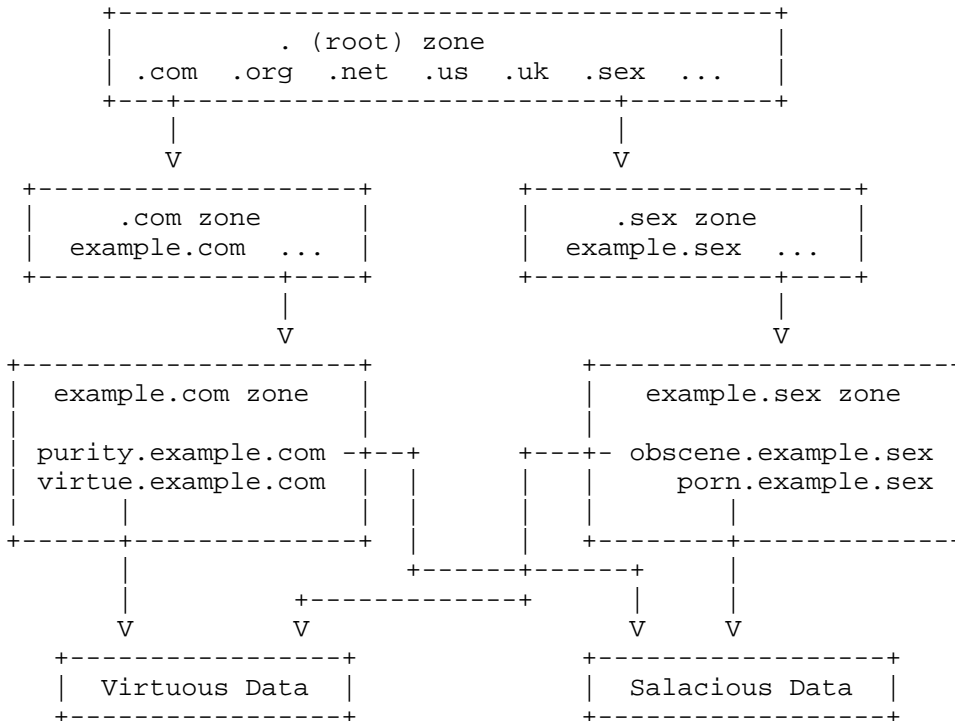 . (root) zone
.com .org .net .us .uk .sex ...
.com zone
example.com ...
.sex zone
example.sex ...
example.com zone
purity.example.com
virtue.example.com
example.sex zone
obscene.example.sex
porn.example.sex
Virtuous Data
Salacious Data